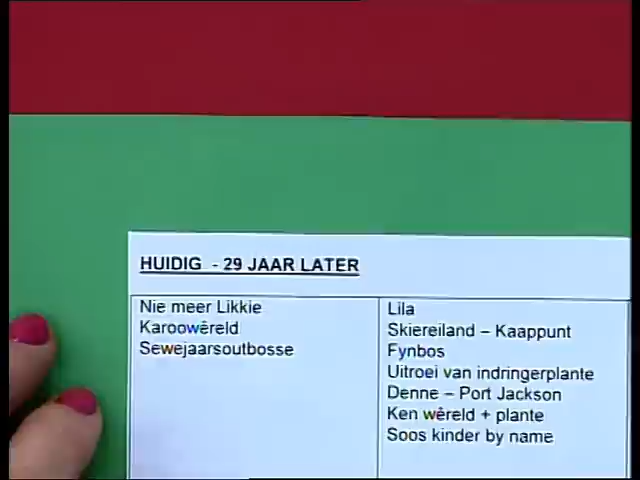 HUIDIG - 29 JAAR LATER
Nie meer Likkie
Karoowêreld
Sewejaarsoutbosse
Lila
Skiereiland – Kaappunt
Fynbos
Uitroei van indringerplante
Denne – Port Jackson
Ken wêreld + plante
Soos kinder by name